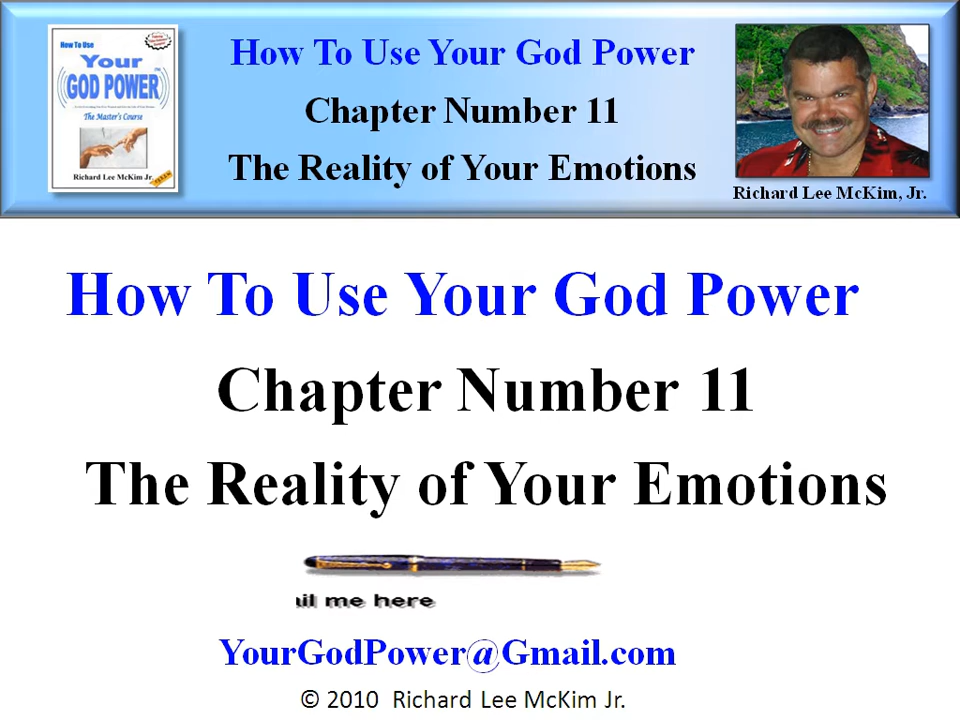 How To Use
Your
GOD POWER
The Master's Course
Richard Lee McKim Jr.
How To Use Your God Power
Chapter Number 11
The Reality of Your Emotions
Richard Lee McKim, Jr.
How To Use Your God Power
Chapter Number 11
The Reality of Your Emotions
ail me here
YourGodPower@Gmail.com
© 2010 Richard Lee McKim Jr.